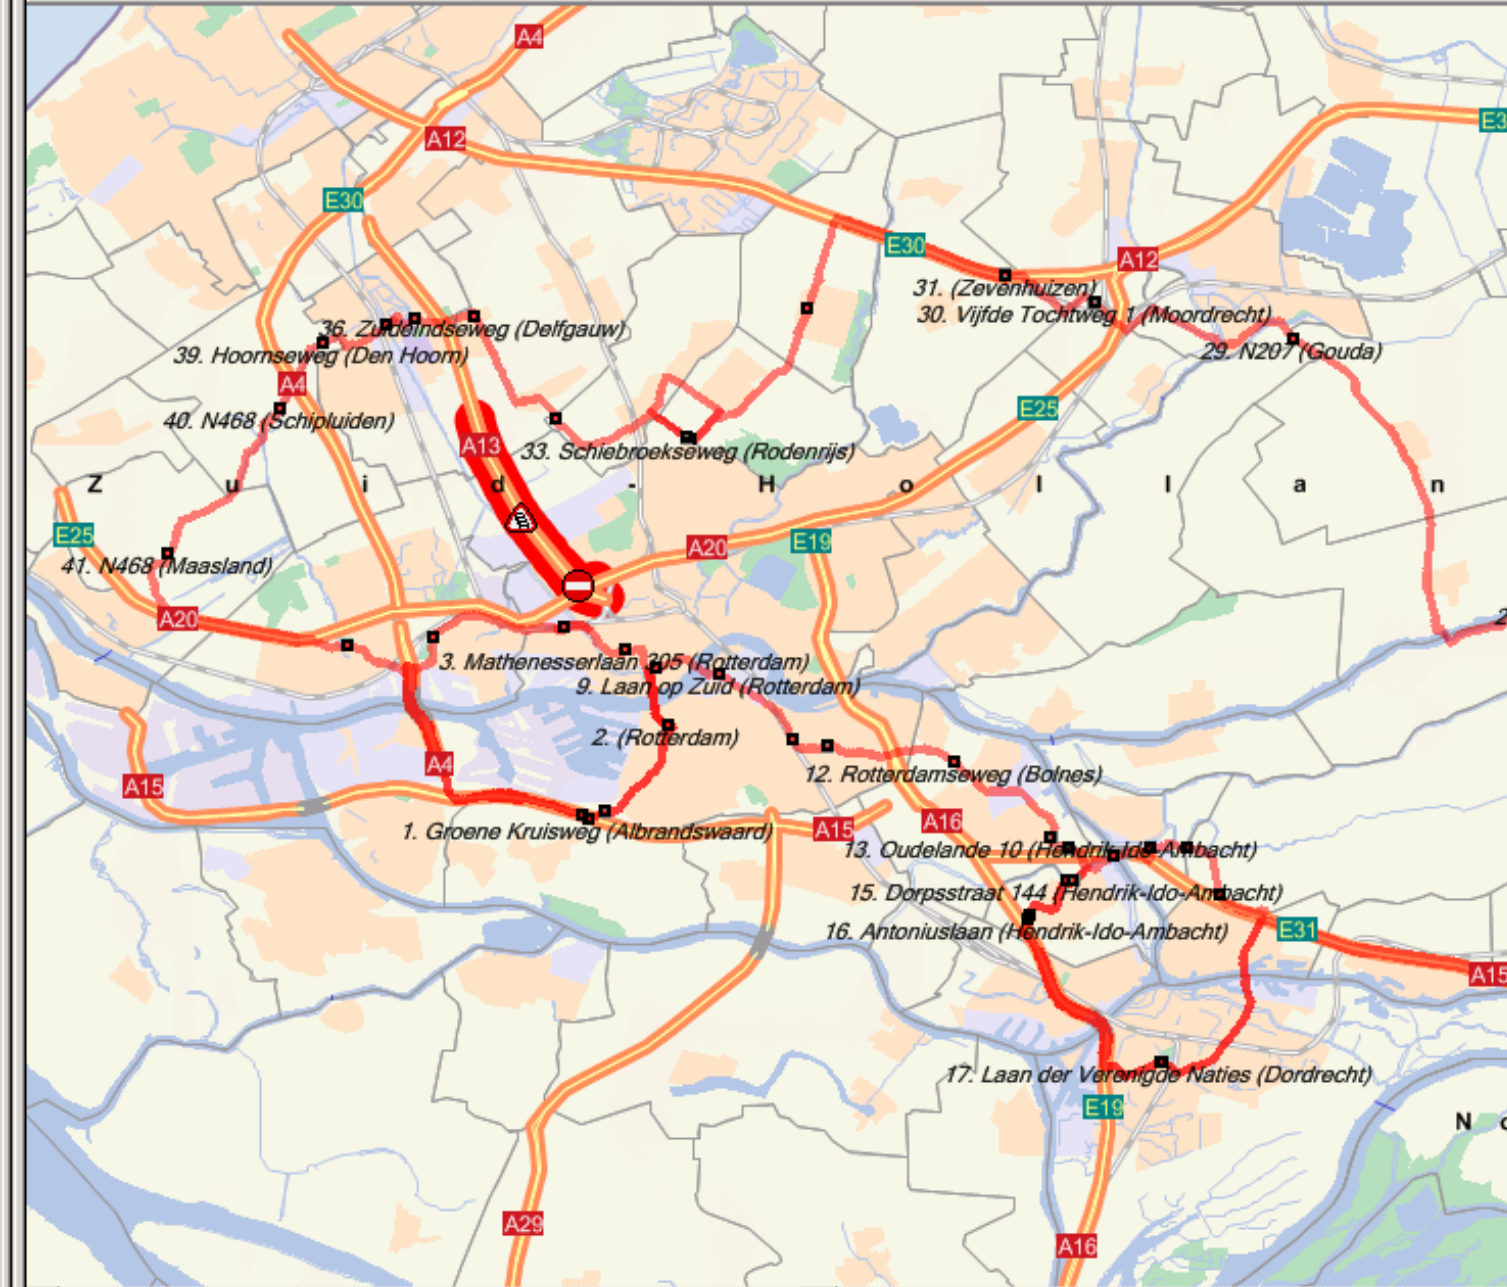 A4
A12
E3
E30
E30
A12
31. (Zevenhuizen)
30. Vijfde Tochtweg 1 (Moordrecht)
36. Zuideindseweg (Delfgauw)
39. Hoornseweg (Den Hoorn)
29. N207 (Gouda)
A4
E25
40. N468 (Schipluiden)
A13
33. Schiebroekseweg (Rodenrijs)
Z u i d - H o l l a n
E25
A20
E19
41. N468 (Maasland)
A20
2
3. Mathenesserlaan 305 (Rotterdam)
9. Laan op Zuid (Rotterdam)
2. (Rotterdam)
A4
12. Rotterdamseweg (Bolnes)
A15
A16
1. Groene Kruisweg (Albrandswaard)
A15
13. Oudelande 10 (Hendrik-Ido-Ambacht)
15. Dorpsstraat 144 (Hendrik-Ido-Ambacht)
16. Antoniuslaan (Hendrik-Ido-Ambacht)
E31
A15
17. Laan der Verenigde Naties (Dordrecht)
E19
N o
A29
A16